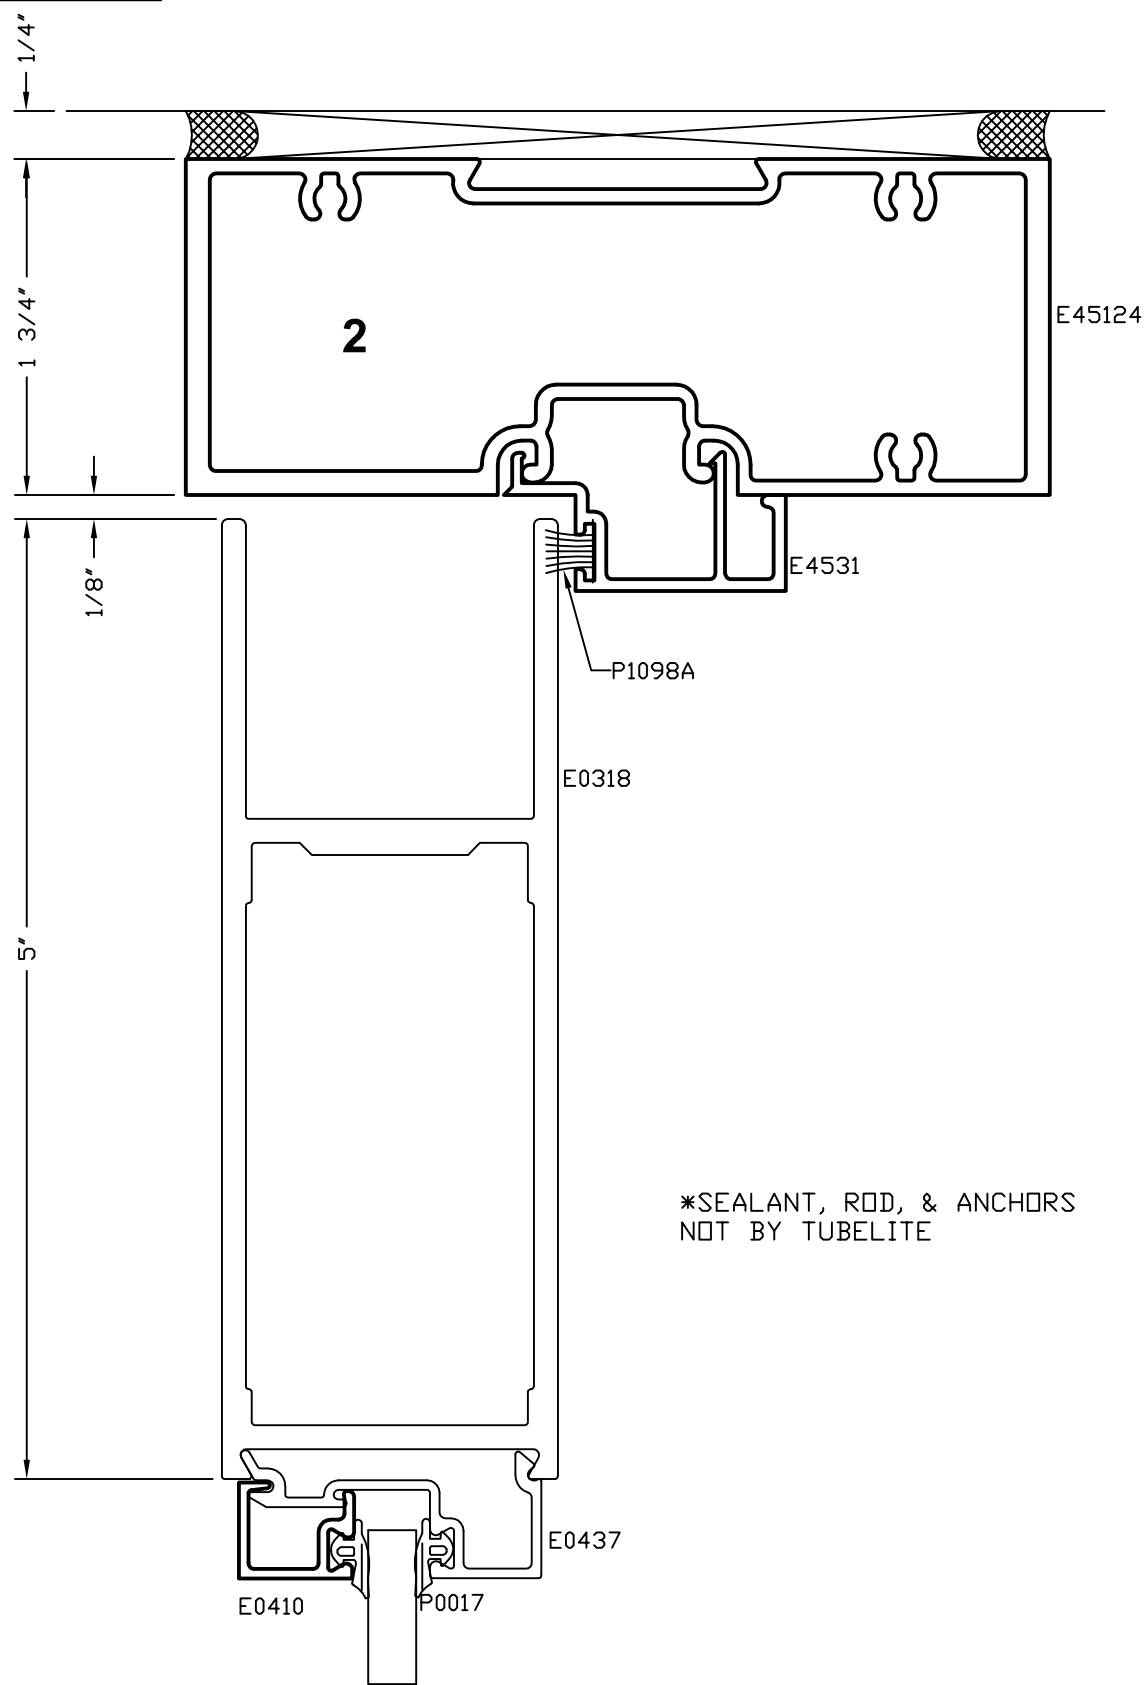 1/4"
1 3/4"
2
E45124
1/8"
E4531
P1098A
E0318
5"
*SEALANT, ROD, & ANCHORS
NOT BY TUBELITE
E0437
E0410
P0017